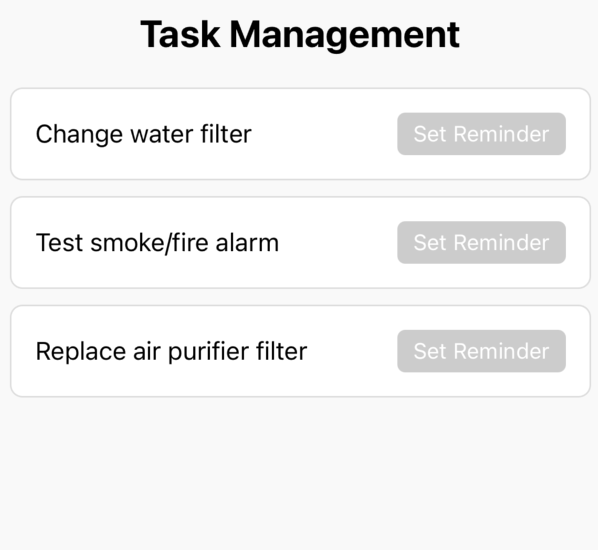 Task Management
Change water filter
Set Reminder
Test smoke/fire alarm
Set Reminder
Replace air purifier filter
Set Reminder